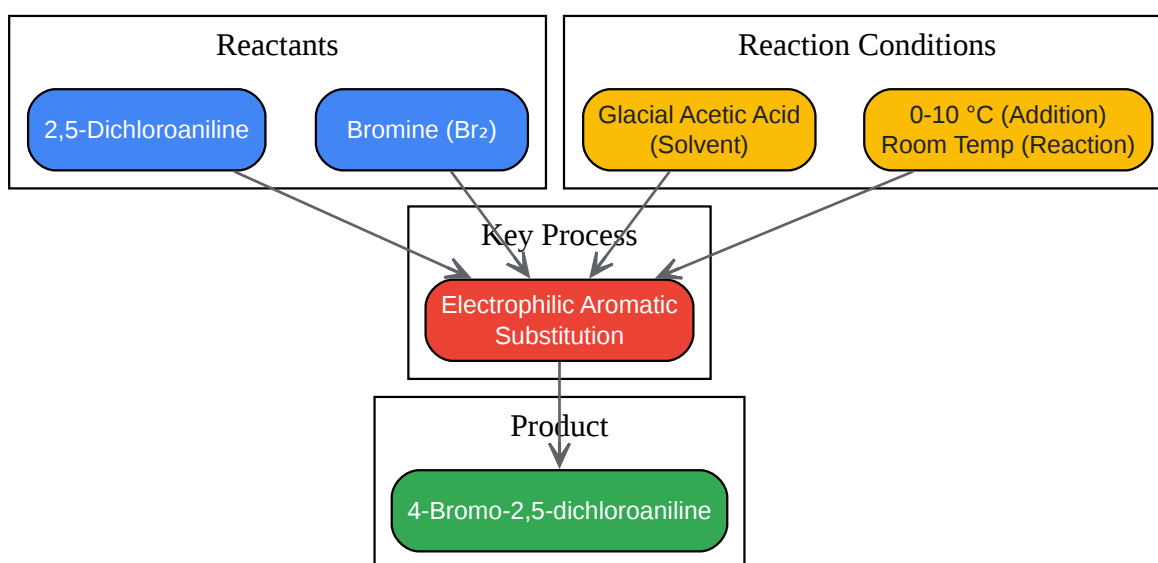 Reactants
Reaction Conditions
2,5-Dichloroaniline
Bromine (Br₂)
Glacial Acetic Acid
(Solvent)
0-10 °C (Addition)
Room Temp (Reaction)
Key Process
Electrophilic Aromatic
Substitution
Product
4-Bromo-2,5-dichloroaniline